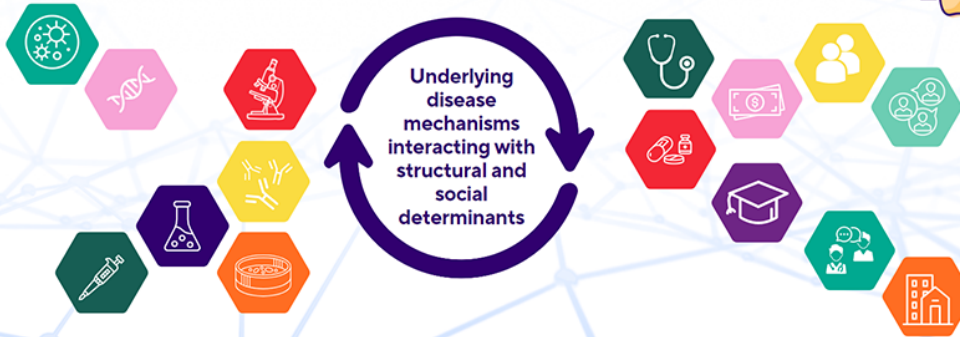 Underlying
disease
mechanisms
interacting with
structural and
social
determinants